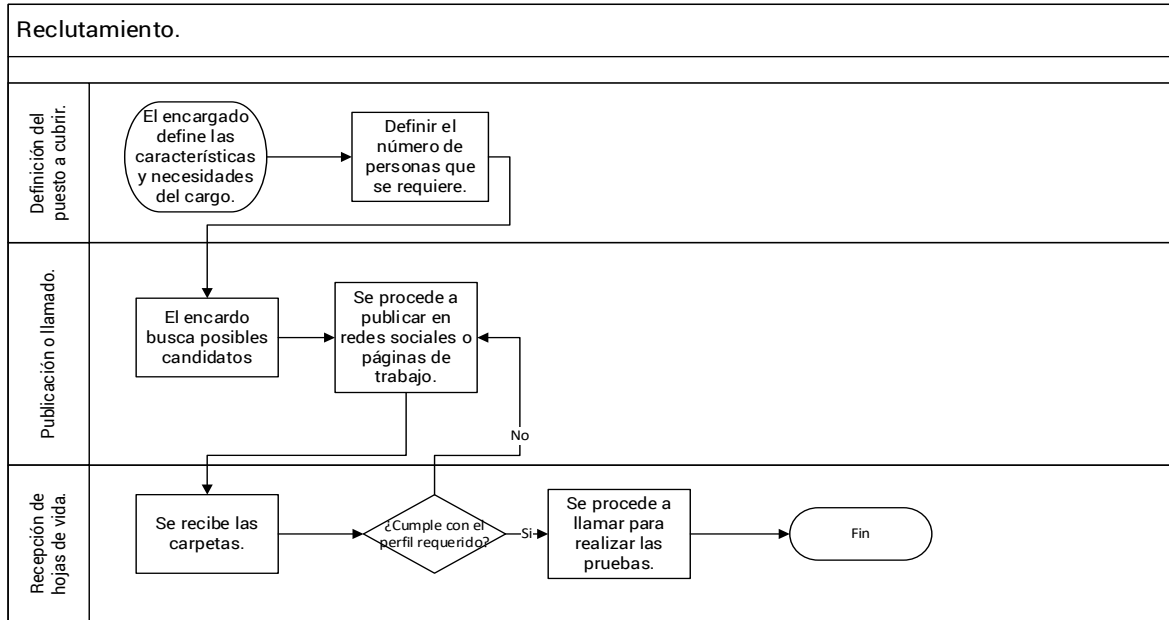 Reclutamiento.
Definición del
puesto a cubrir.
El encargado
define las
características
y necesidades
del cargo.
Definir el
número de
personas que
se requiere.
Publicación o llamado.
El encardo
busca posibles
candidatos
Se procede a
publicar en
redes sociales o
páginas de
trabajo.
No
Recepción de
hojas de vida.
Se recibe las
carpetas.
¿Cumple con el
perfil requerido?
Si
Se procede a
llamar para
realizar las
pruebas.
Fin